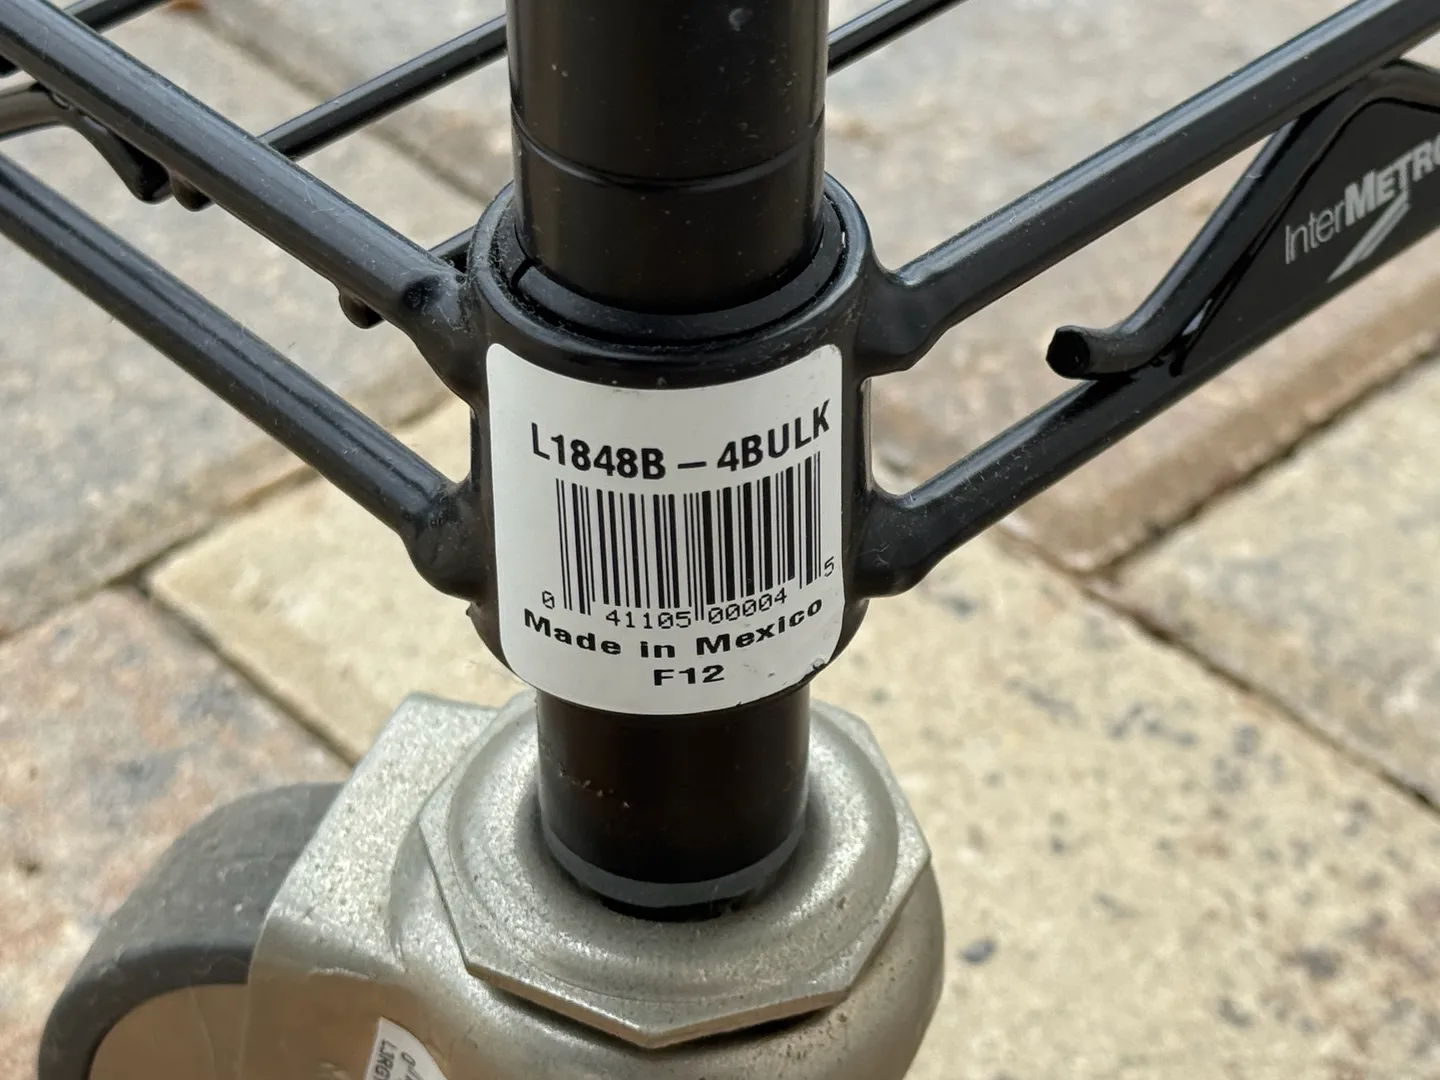 InterMETRO
L1848B – 4BULK
0 41105 00004 5
Made in Mexico
F12